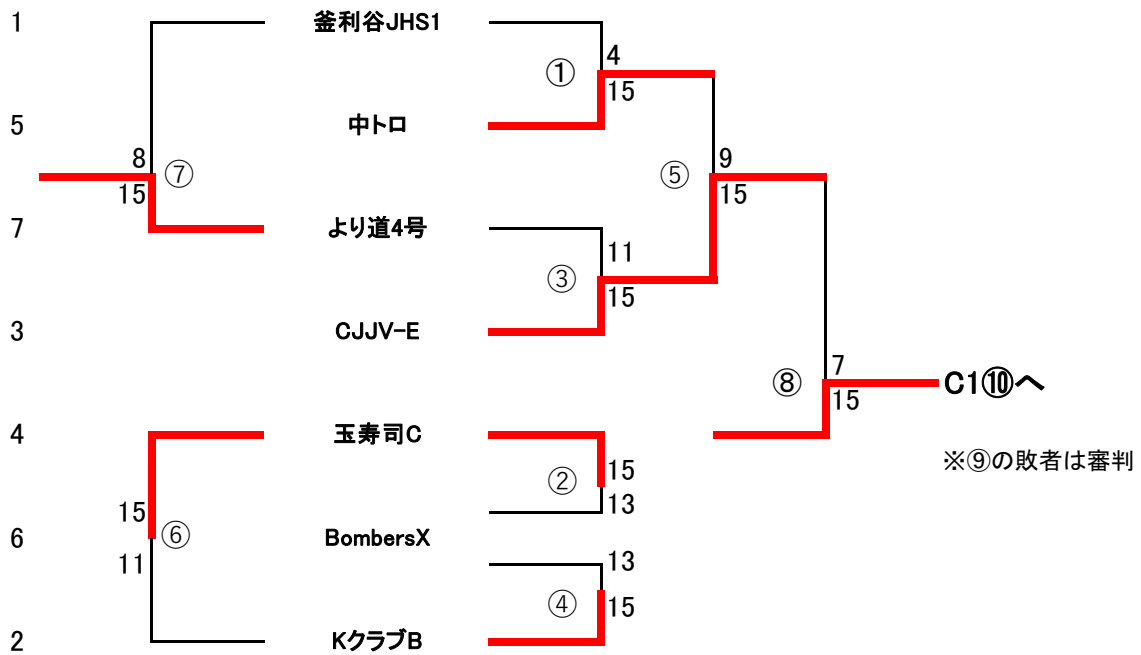 1 釜利谷JHS1
4
①
15
5 中トロ
8 ⑦ ⑤ 9
15 15
7 より道4号
11
③
15
3 CJJV-E
⑧ 7 C1⑩へ
15
4 玉寿司C
※⑨の敗者は審判
15
②
13
15
6 ⑥ BombersX
11 13
④ 15
2 KクラブB